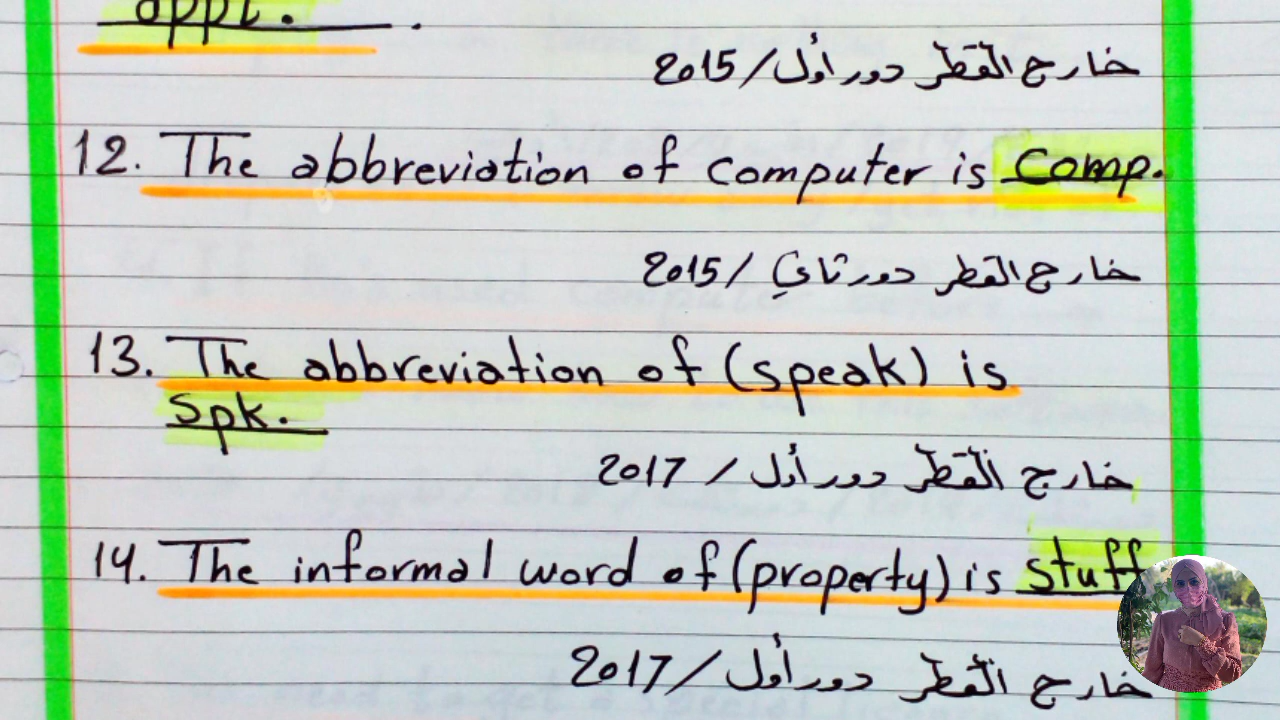 appt. .
خارج القطر دور أول / 2015
12. The abbreviation of computer is Comp.
خارج القطر دور ثاني / 2015
13. The abbreviation of (speak) is
Spk.
خارج القطر دور أول / 2017
14. The informal word of (property) is stuff
خارج القطر دور أول / 2017